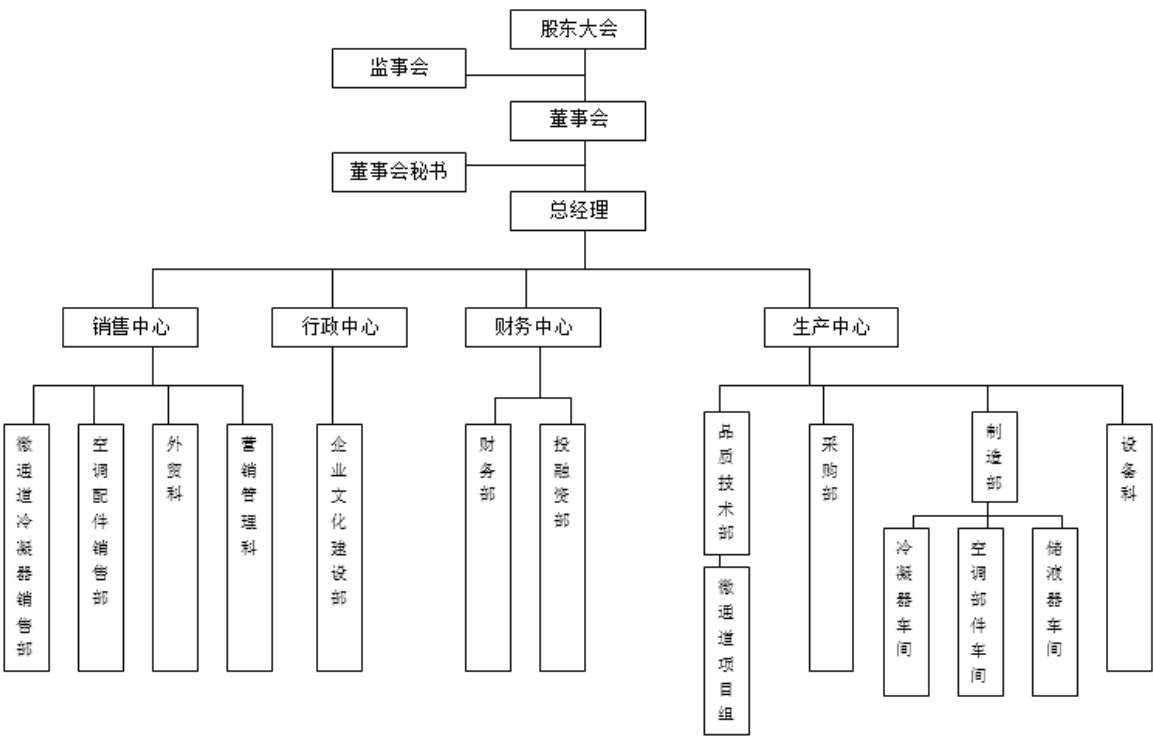 股东大会
监事会
董事会
董事会秘书
总经理
销售中心
行政中心
财务中心
生产中心
微通道冷凝器销售部
空调配件销售部
外贸科
营销管理科
企业文化建设部
财务部
投融资部
品质技术部
采购部
制造部
设备科
微通道项目组
冷凝器车间
空调部件车间
储液器车间